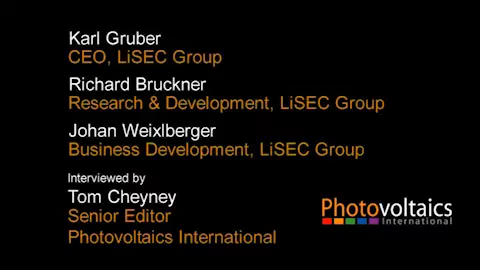 Karl Gruber
CEO, LiSEC Group
Richard Bruckner
Research & Development, LiSEC Group
Johan Weixlberger
Business Development, LiSEC Group
Interviewed by
Tom Cheyney
Senior Editor
Photovoltaics International
Photovoltaics
International